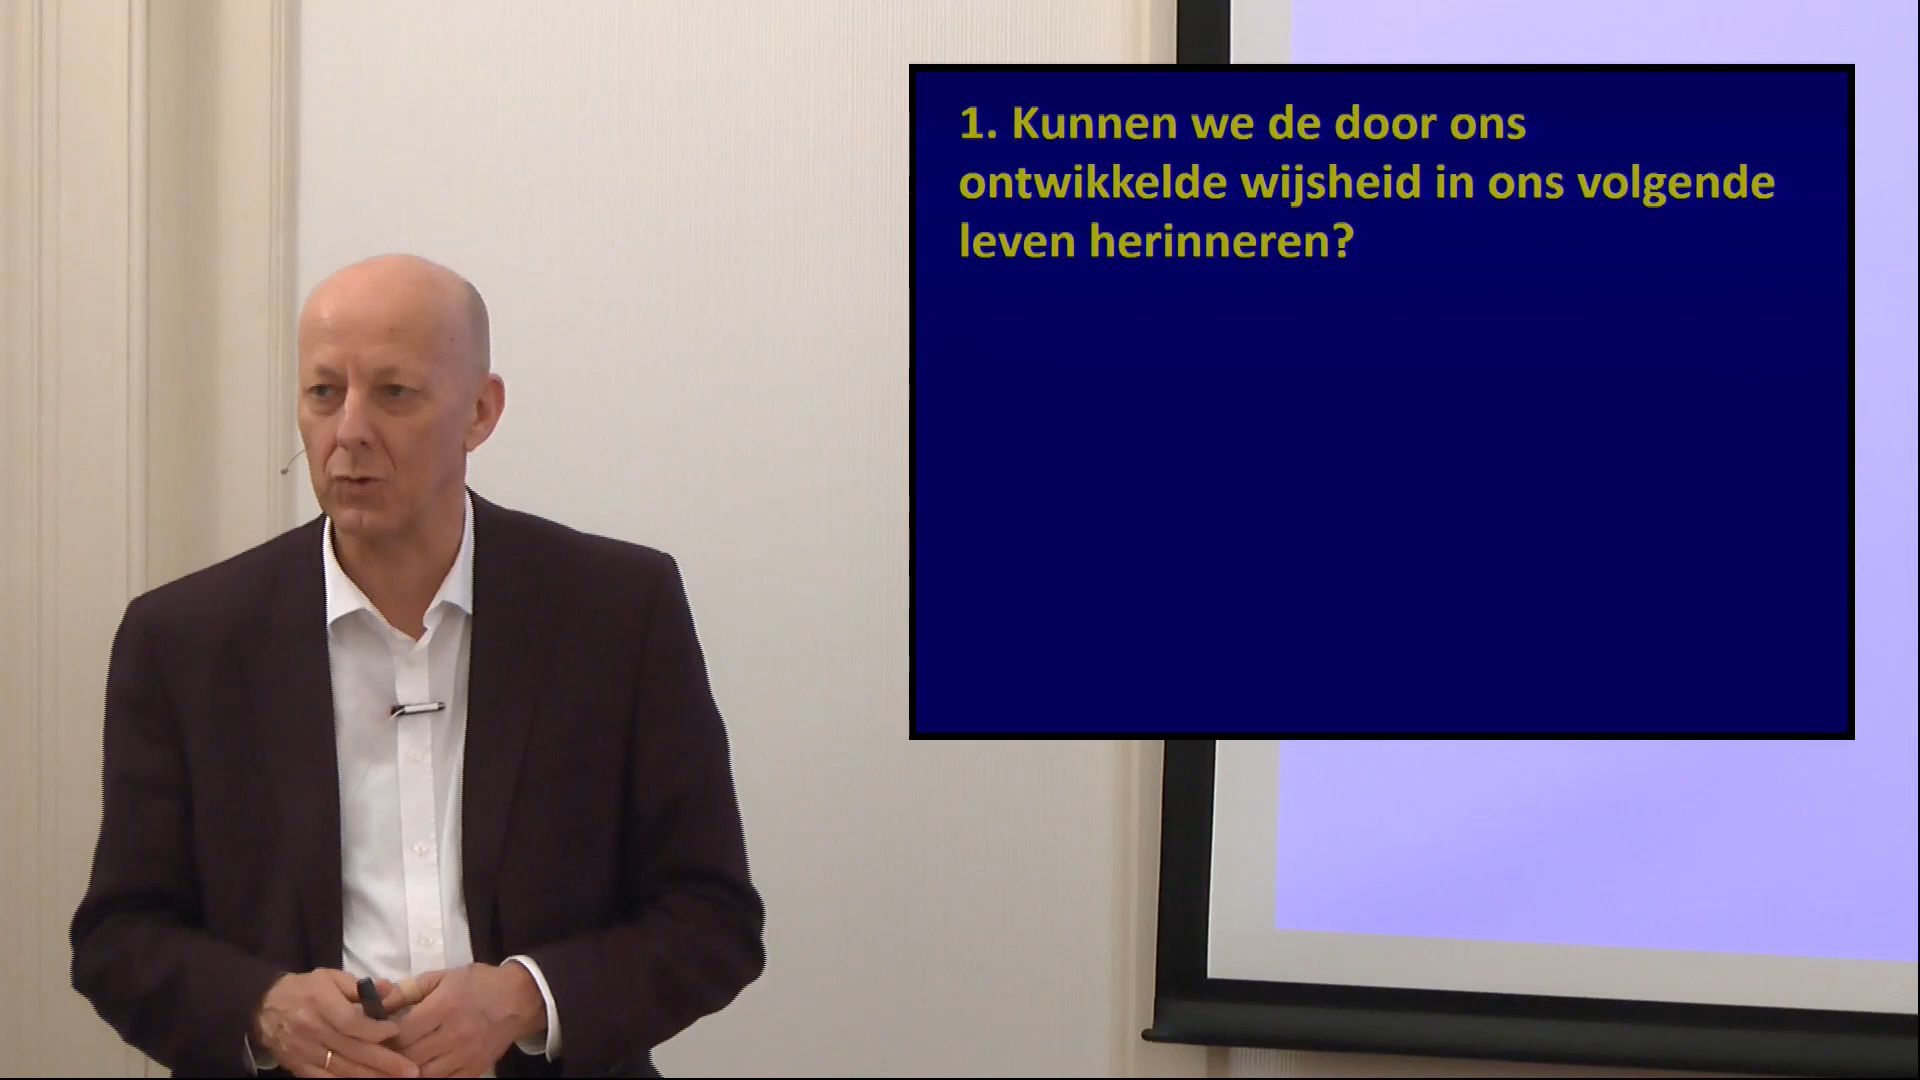 1. Kunnen we de door ons
ontwikkelde wijsheid in ons volgende
leven herinneren?